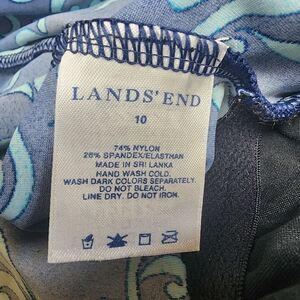 LANDS' END
10
74% NYLON
26% SPANDEX/ELASTHAN
MADE IN SRI LANKA
HAND WASH COLD.
WASH DARK COLORS SEPARATELY.
DO NOT BLEACH.
LINE DRY. DO NOT IRON.